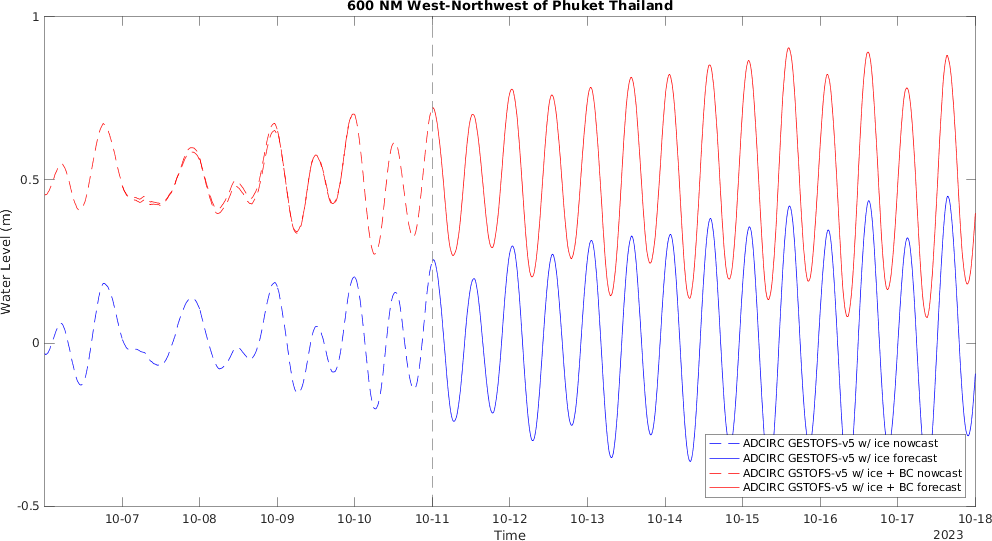 600 NM West-Northwest of Phuket Thailand
1
0.5
0
-0.5
Water Level (m)
10-07 10-08 10-09 10-10 10-11 10-12 10-13 10-14 10-15 10-16 10-17 10-18
Time
2023
ADCIRC GESTOFS-v5 w/ ice nowcast
ADCIRC GESTOFS-v5 w/ ice forecast
ADCIRC GSTOFS-v5 w/ ice + BC nowcast
ADCIRC GSTOFS-v5 w/ ice + BC forecast